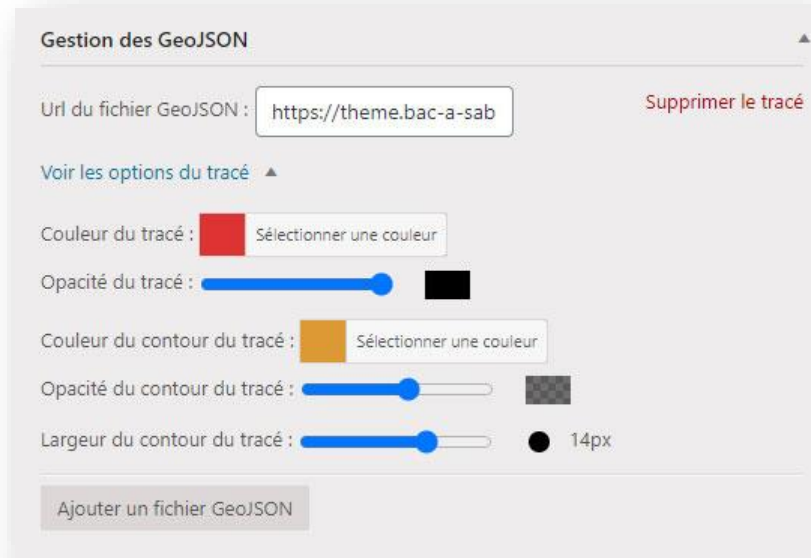 Gestion des GeoJSON
Url du fichier GeoJSON : https://theme.bac-a-sab Supprimer le tracé
Voir les options du tracé
Couleur du tracé : Sélectionner une couleur
Opacité du tracé :
Couleur du contour du tracé : Sélectionner une couleur
Opacité du contour du tracé :
Largeur du contour du tracé : 14px
Ajouter un fichier GeoJSON